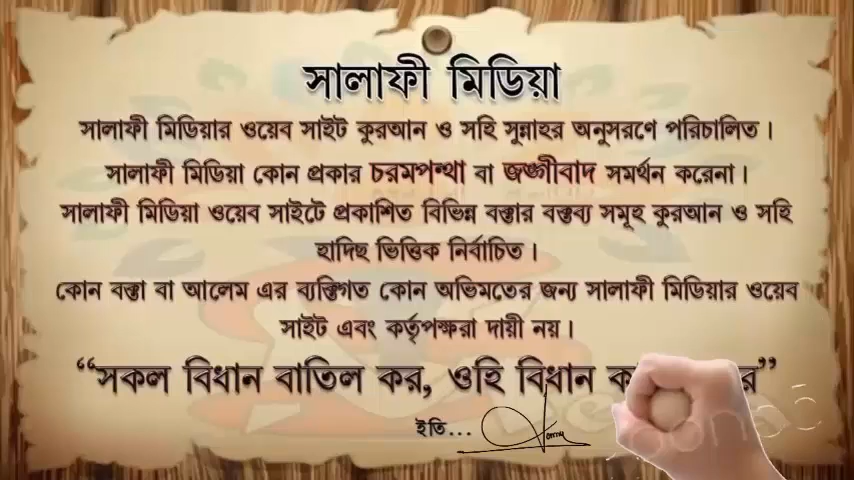 সালাফী মিডিয়া
সালাফী মিডিয়ার ওয়েব সাইট কুরআন ও সহি সুন্নাহর অনুসরণে পরিচালিত।
সালাফী মিডিয়া কোন প্রকার চরমপন্থা বা জঙ্গীবাদ সমর্থন করেনা।
সালাফী মিডিয়া ওয়েব সাইটে প্রকাশিত বিভিন্ন বক্তার বক্তব্য সমূহ কুরআন ও সহি
হাদিছ ভিত্তিক নির্বাচিত।
কোন বক্তা বা আলেম এর ব্যক্তিগত কোন অভিমতের জন্য সালাফী মিডিয়ার ওয়েব
সাইট এবং কর্তৃপক্ষরা দায়ী নয়।
“সকল বিধান বাতিল কর, ওহি বিধান
ইতি...